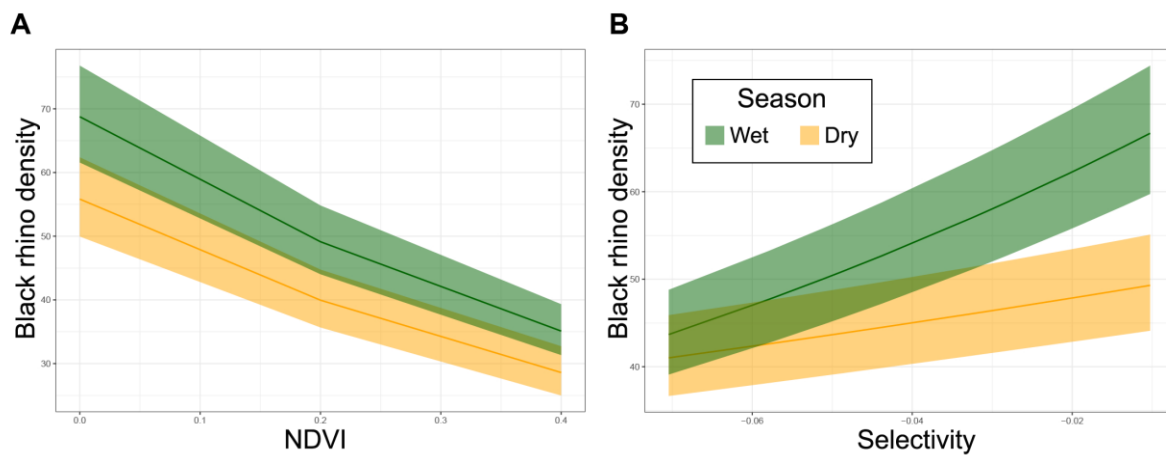 A
Black rhino density
70
60
50
40
30
0.0 0.1 0.2 0.3 0.4
NDVI
B
Black rhino density
70
60
50
40
Season
Wet Dry
−0.06 −0.04 −0.02
Selectivity